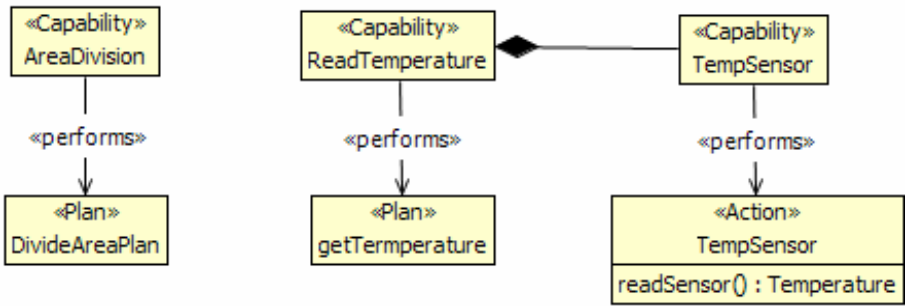 «Capability»
AreaDivision
«Capability»
ReadTemperature
«Capability»
TempSensor
«performs»
«performs»
«performs»
«Plan»
DivideAreaPlan
«Plan»
getTermperature
«Action»
TempSensor
readSensor() : Temperature